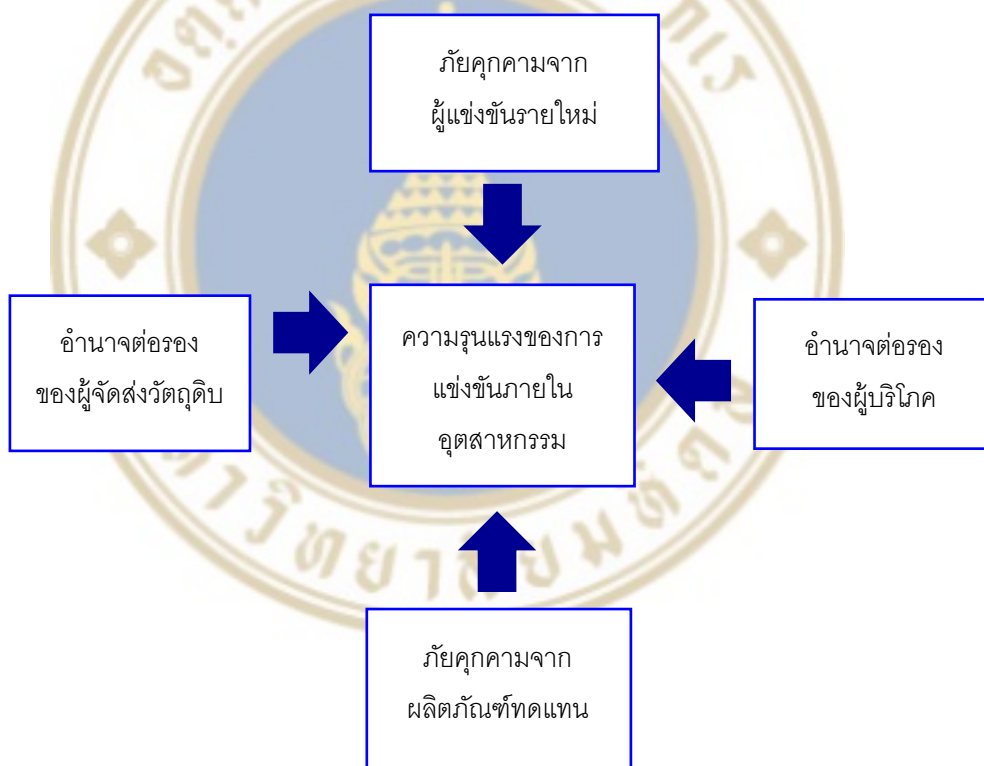 ภัยคุกคามจาก
ผู้แข่งขันรายใหม่
อำนาจต่อรอง
ของผู้จัดส่งวัตถุดิบ
ความรุนแรงของการ
แข่งขันภายใน
อุตสาหกรรม
อำนาจต่อรอง
ของผู้บริโภค
ภัยคุกคามจาก
ผลิตภัณฑ์ทดแทน